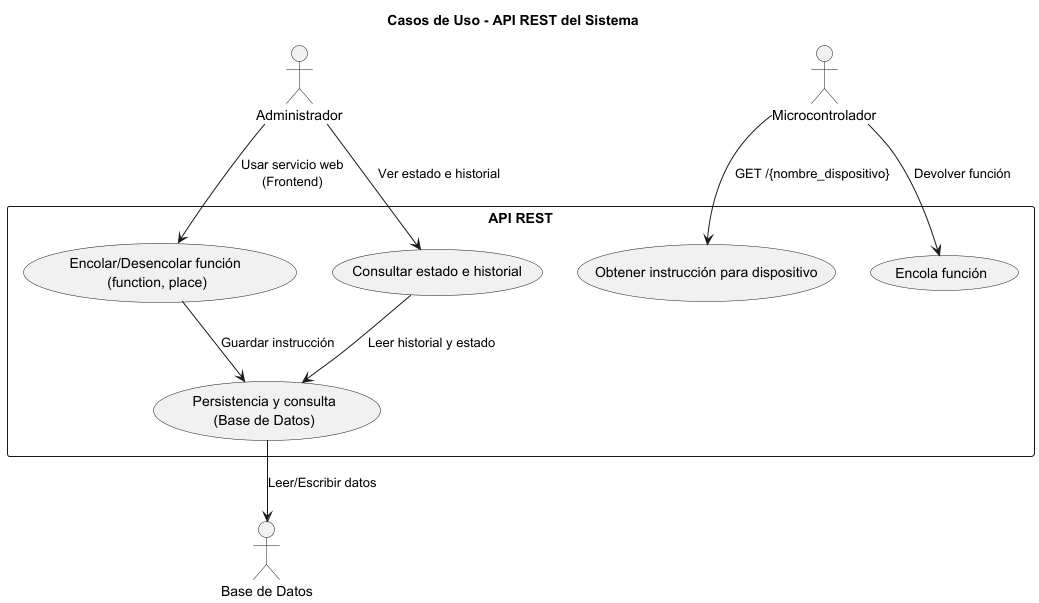 Casos de Uso - API REST del Sistema
Administrador
Microcontrolador
Usar servicio web
(Frontend)
Ver estado e historial
GET /{nombre_dispositivo}
Devolver función
API REST
Encolar/Desencolar función
(function, place)
Consultar estado e historial
Obtener instrucción para dispositivo
Encola función
Guardar instrucción
Leer historial y estado
Persistencia y consulta
(Base de Datos)
Leer/Escribir datos
Base de Datos